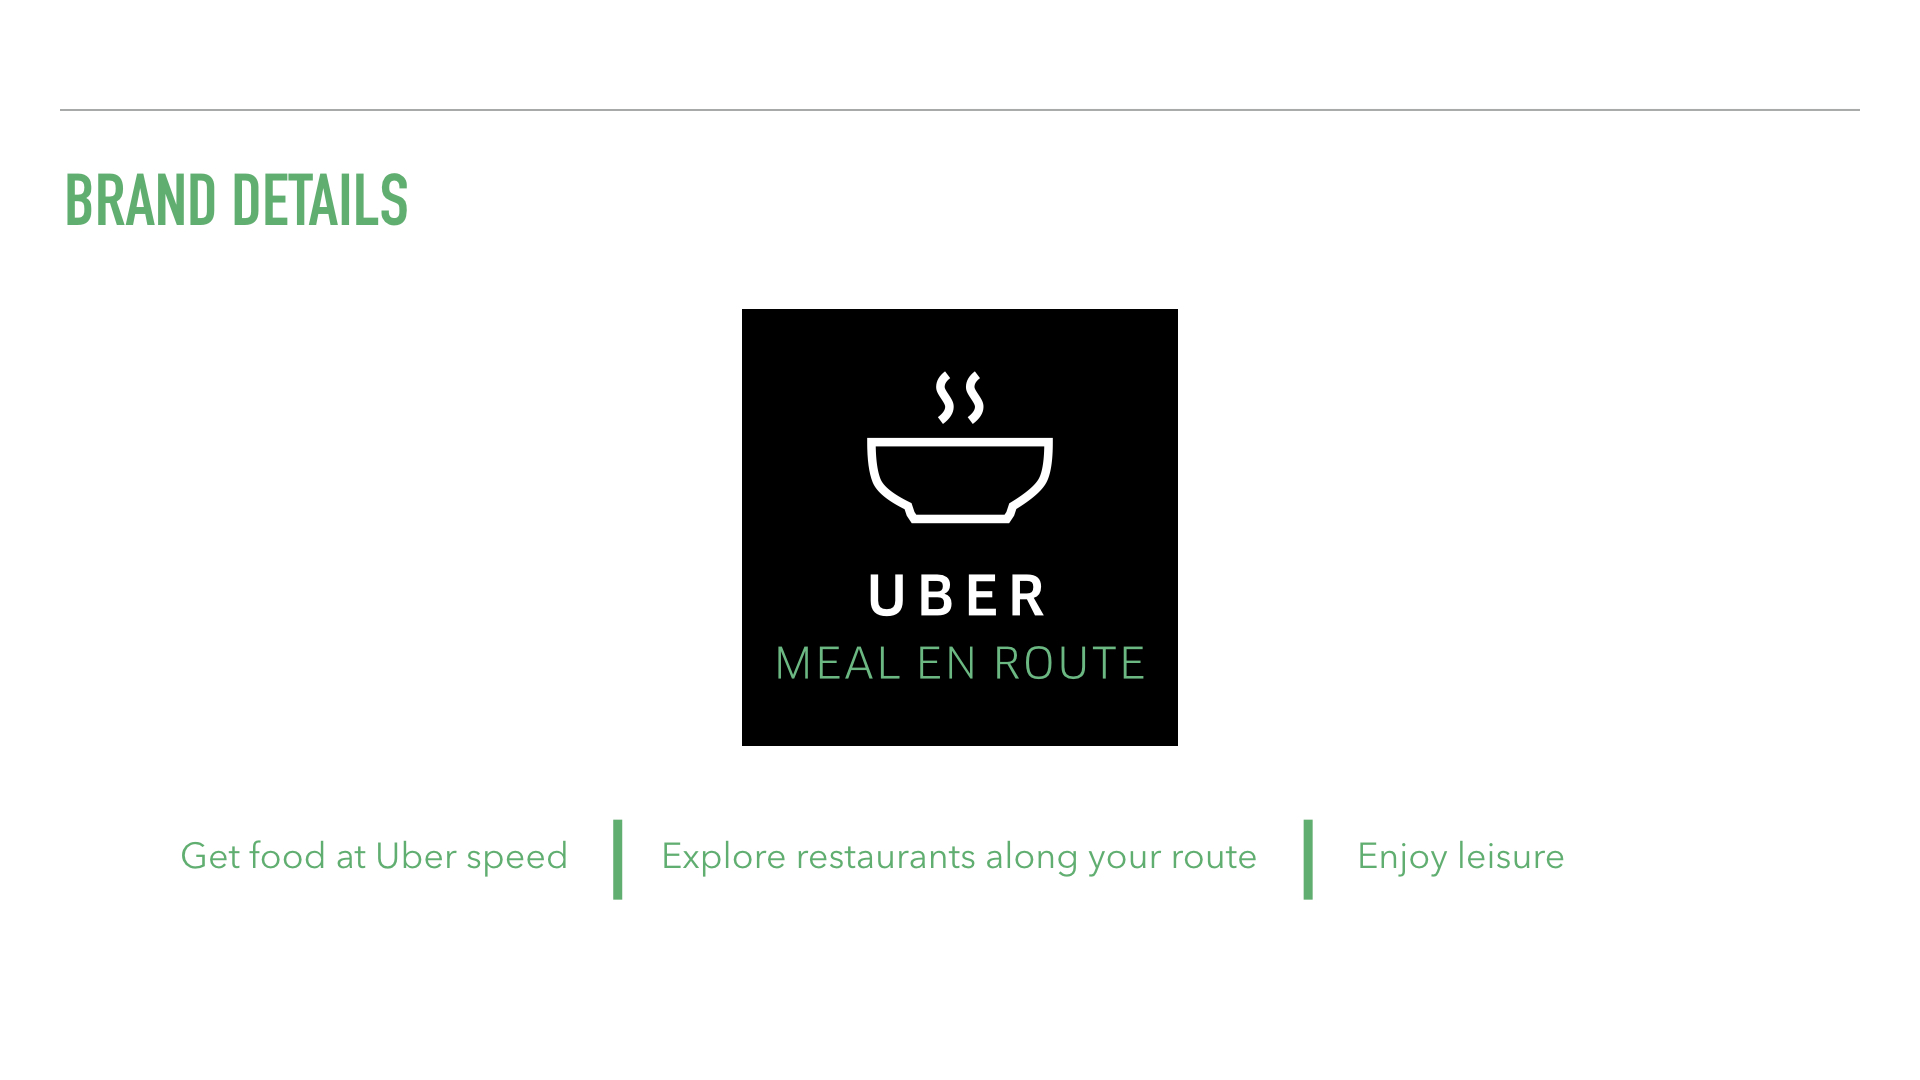 BRAND DETAILS
UBER
MEAL EN ROUTE
Get food at Uber speed
Explore restaurants along your route
Enjoy leisure